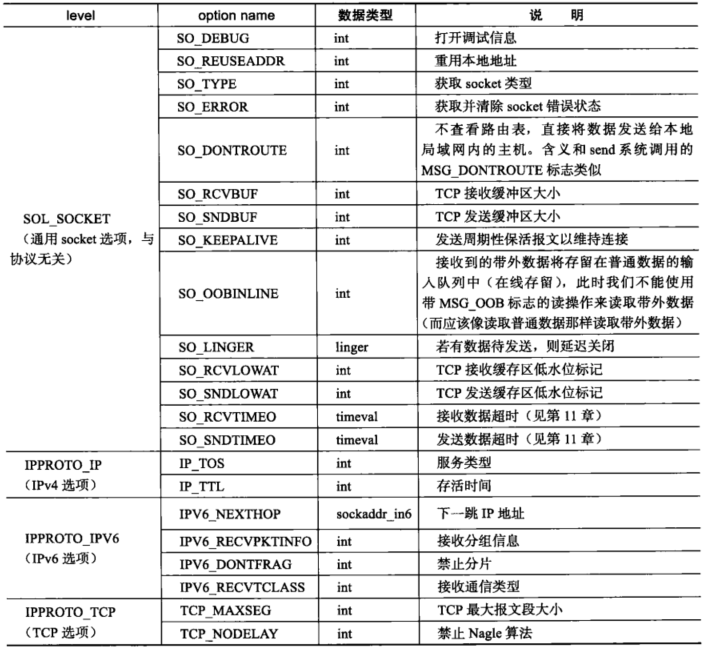 level option name 数据类型 说 明
SO_DEBUG int 打开调试信息
SO_REUSEADDR int 重用本地地址
SO_TYPE int 获取 socket 类型
SO_ERROR int 获取并清除 socket 错误状态
不查看路由表，直接将数据发送给本地
SO_DONTROUTE int 局域网内的主机。含义和 send 系统调用的
MSG_DONTROUTE 标志类似
SO_RCVBUF int TCP 接收缓冲区大小
SOL_SOCKET SO_SNDBUF int TCP 发送缓冲区大小
（通用 socket 选项，与 SO_KEEPALIVE int 发送周期性保活报文以维持连接
协议无关） 接收到的带外数据将存留在普通数据的输
SO_OOBINLINE int 入队列中（在线存留），此时我们不能使用
带 MSG_OOB 标志的读操作来读取带外数据
（而应该像读取普通数据那样读取带外数据）
SO_LINGER linger 若有数据待发送，则延迟关闭
SO_RCVLOWAT int TCP 接收缓存区低水位标记
SO_SNDLOWAT int TCP 发送缓存区低水位标记
SO_RCVTIMEO timeval 接收数据超时（见第 11 章）
SO_SNDTIMEO timeval 发送数据超时（见第 11 章）
IPPROTO_IP IP_TOS int 服务类型
（IPv4 选项） IP_TTL int 存活时间
IPV6_NEXTHOP sockaddr_in6 下一跳 IP 地址
IPPROTO_IPV6 IPV6_RECVPKTINFO int 接收分组信息
（IPv6 选项） IPV6_DONTFRAG int 禁止分片
IPV6_RECVTCLASS int 接收通信类型
IPPROTO_TCP TCP_MAXSEG int TCP 最大报文段大小
（TCP 选项） TCP_NODELAY int 禁止 Nagle 算法